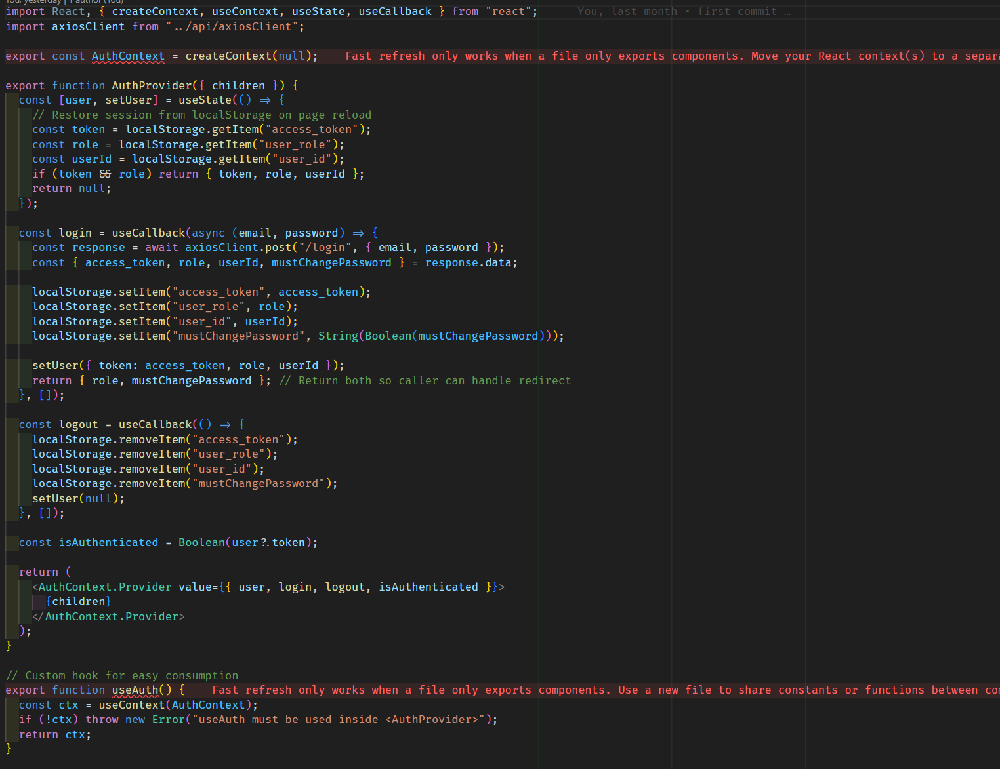 You, yesterday | 1 author (You)
import React, { createContext, useContext, useState, useCallback } from "react";      You, last month • first commit …
import axiosClient from "../api/axiosClient";

export const AuthContext = createContext(null);    Fast refresh only works when a file only exports components. Move your React context(s) to a separa

export function AuthProvider({ children }) {
  const [user, setUser] = useState(() => {
    // Restore session from localStorage on page reload
    const token = localStorage.getItem("access_token");
    const role = localStorage.getItem("user_role");
    const userId = localStorage.getItem("user_id");
    if (token && role) return { token, role, userId };
    return null;
  });

  const login = useCallback(async (email, password) => {
    const response = await axiosClient.post("/login", { email, password });
    const { access_token, role, userId, mustChangePassword } = response.data;

    localStorage.setItem("access_token", access_token);
    localStorage.setItem("user_role", role);
    localStorage.setItem("user_id", userId);
    localStorage.setItem("mustChangePassword", String(Boolean(mustChangePassword)));

    setUser({ token: access_token, role, userId });
    return { role, mustChangePassword }; // Return both so caller can handle redirect
  }, []);

  const logout = useCallback(() => {
    localStorage.removeItem("access_token");
    localStorage.removeItem("user_role");
    localStorage.removeItem("user_id");
    localStorage.removeItem("mustChangePassword");
    setUser(null);
  }, []);

  const isAuthenticated = Boolean(user?.token);

  return (
    <AuthContext.Provider value={{ user, login, logout, isAuthenticated }}>
      {children}
    </AuthContext.Provider>
  );
}

// Custom hook for easy consumption
export function useAuth() {    Fast refresh only works when a file only exports components. Use a new file to share constants or functions between co
  const ctx = useContext(AuthContext);
  if (!ctx) throw new Error("useAuth must be used inside <AuthProvider>");
  return ctx;
}